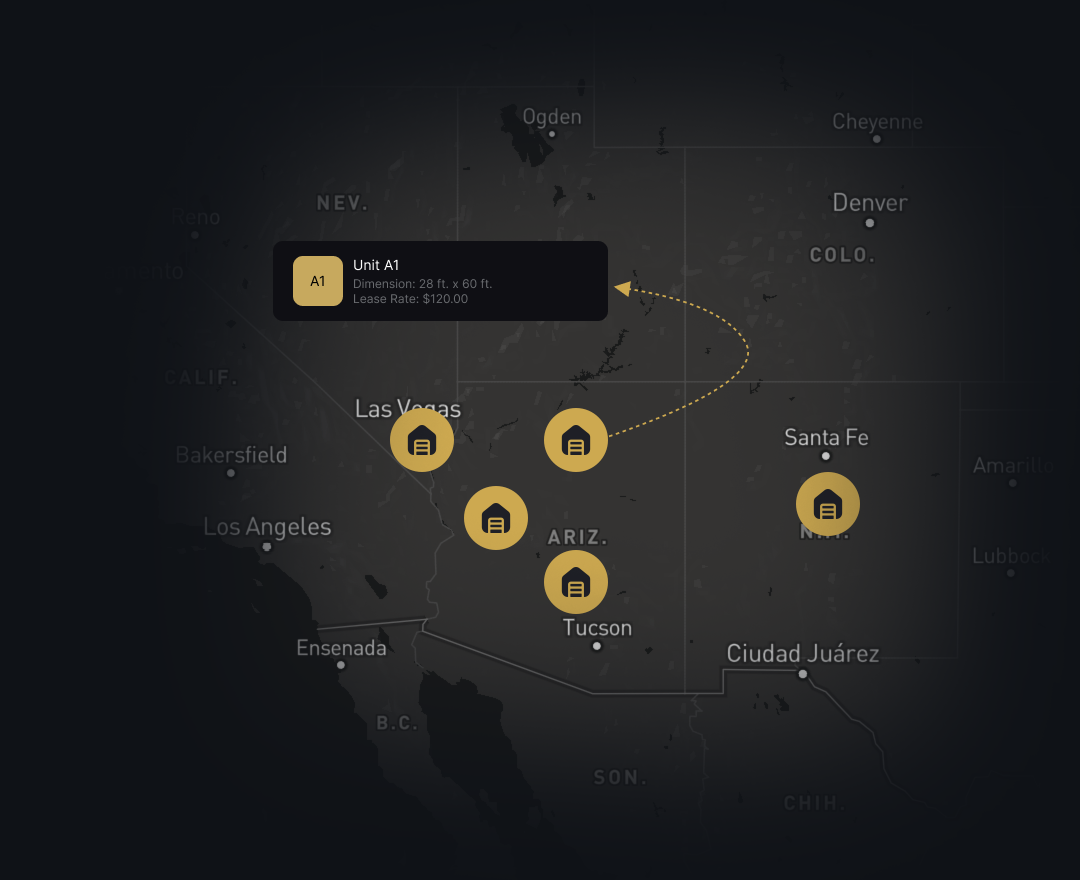 Ogden
Cheyenne
NEV.
Denver
Reno
COLO.
Unit A1
A1
Dimension: 28 ft. x 60 ft.
Lease Rate: $120.00
CALIF.
Las Vegas
Santa Fe
Bakersfield
Amarillo
Los Angeles
ARIZ.
N.M.
Lubbock
Tucson
Ensenada
Ciudad Juárez
B.C.
SON.
CHIH.